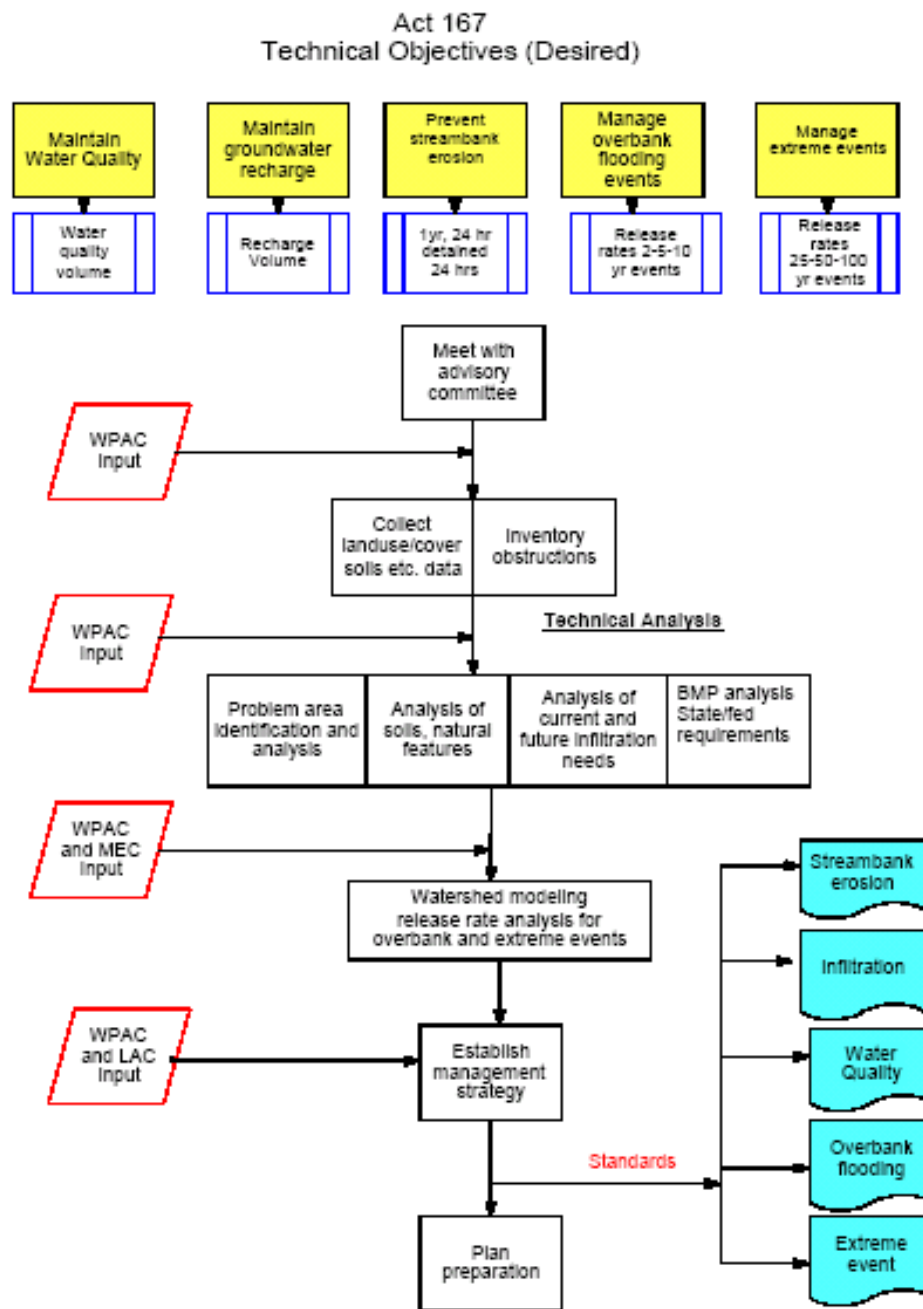 Act 167
Technical Objectives (Desired)
Maintain
Water Quality
Maintain
groundwater
recharge
Prevent
streambank
erosion
Manage
overbank
flooding
events
Manage
extreme events
Water
quality
volume
Recharge
Volume
1yr, 24 hr
detained
24 hrs
Release
rates 2-5-10
yr events
Release
rates
25-50-100
yr events
Meet with
advisory
committee
WPAC
Input
Collect
landuse/cover
soils etc. data
Inventory
obstructions
WPAC
Input
Technical Analysis
Problem area
identification and
analysis
Analysis of
soils, natural
features
Analysis of
current and
future infiltration
needs
BMP analysis
State/fed
requirements
WPAC
and MEC
Input
Watershed modeling
release rate analysis for
overbank and extreme events
Streambank
erosion
Infiltration
WPAC
and LAC
Input
Establish
management
strategy
Water
Quality
Standards
Overbank
flooding
Plan
preparation
Extreme
event